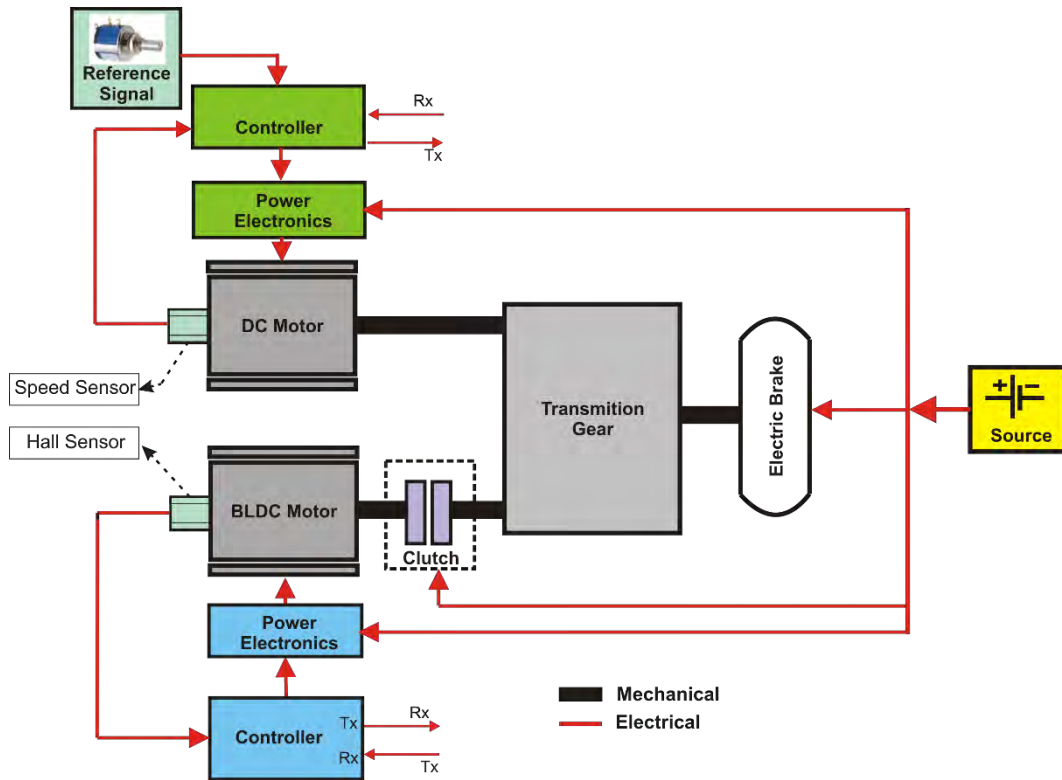 Reference
Signal
Controller
Rx
Tx
Power
Electronics
DC Motor
Speed Sensor
Hall Sensor
BLDC Motor
Clutch
Transmition
Gear
Electric Brake
+ −
Source
Power
Electronics
Controller
Tx
Rx
Rx
Tx
Mechanical
Electrical